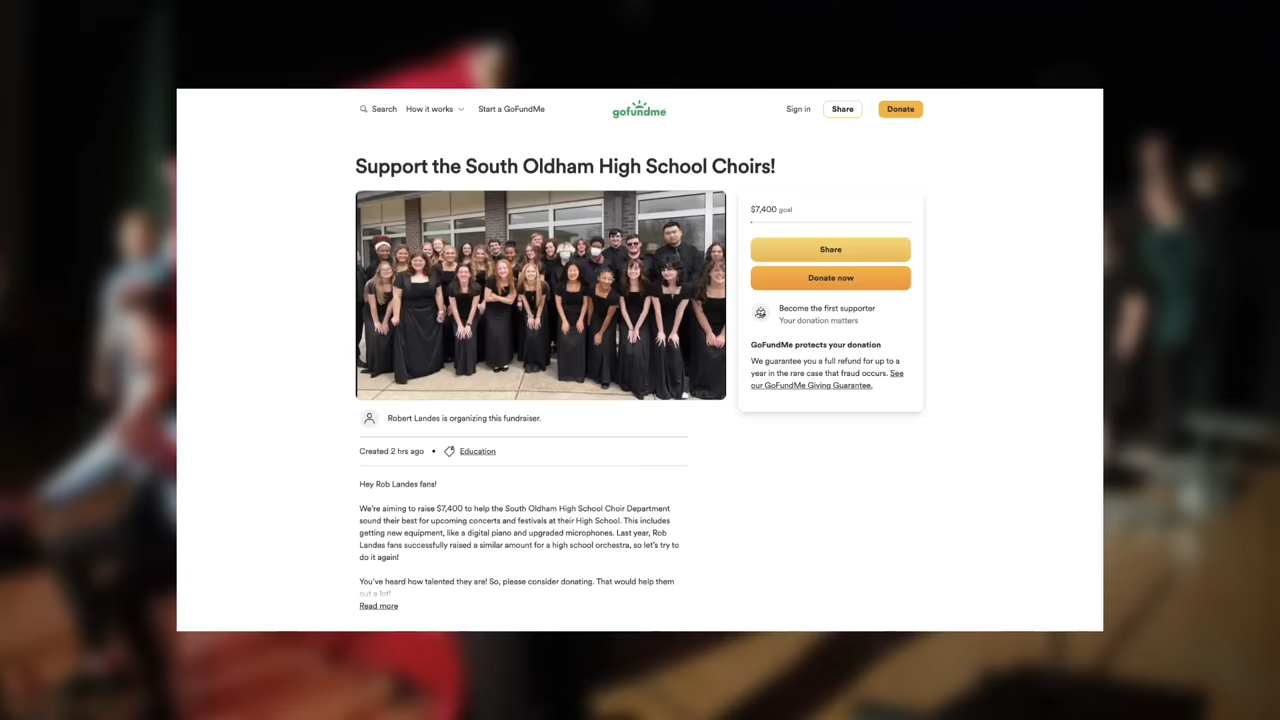 Search How it works Start a GoFundMe gofundme Sign in Share Donate
Support the South Oldham High School Choirs!
$7,400 goal
Share
Donate now
Become the first supporter
Your donation matters
GoFundMe protects your donation
We guarantee you a full refund for up to a
year in the rare case that fraud occurs. See
our GoFundMe Giving Guarantee.
Robert Landes is organizing this fundraiser.
Created 2 hrs ago • Education
Hey Rob Landes fans!
We're aiming to raise $7,400 to help the South Oldham High School Choir Department
sound their best for upcoming concerts and festivals at their High School. This includes
getting new equipment, like a digital piano and upgraded microphones. Last year, Rob
Landes fans successfully raised a similar amount for a high school orchestra, so let's try to
do it again!
You've heard how talented they are! So, please consider donating. That would help them
out a lot!
Read more